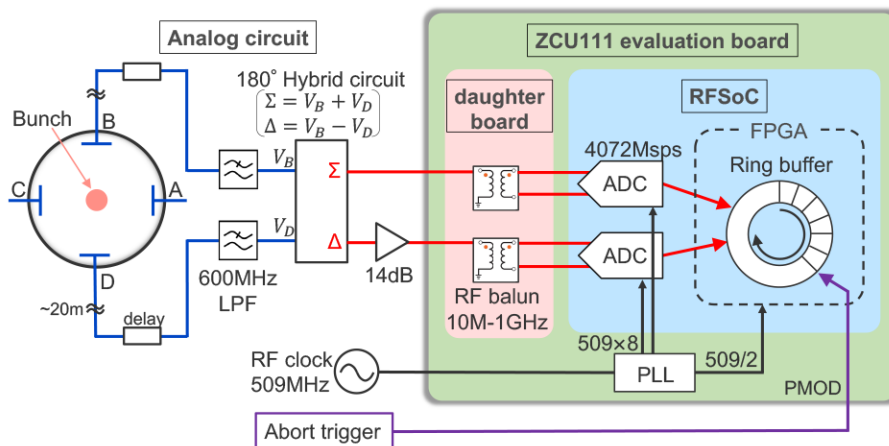 Analog circuit
ZCU111 evaluation board
180° Hybrid circuit
Σ = V_B + V_D
Δ = V_B − V_D
daughter
board
RFSoC
FPGA
Bunch
B
C
A
D
V_B
V_D
Σ
Δ
4072Msps
ADC
ADC
Ring buffer
600MHz
LPF
14dB
RF balun
10M-1GHz
~20m
delay
RF clock
509MHz
509×8
PLL
509/2
PMOD
Abort trigger